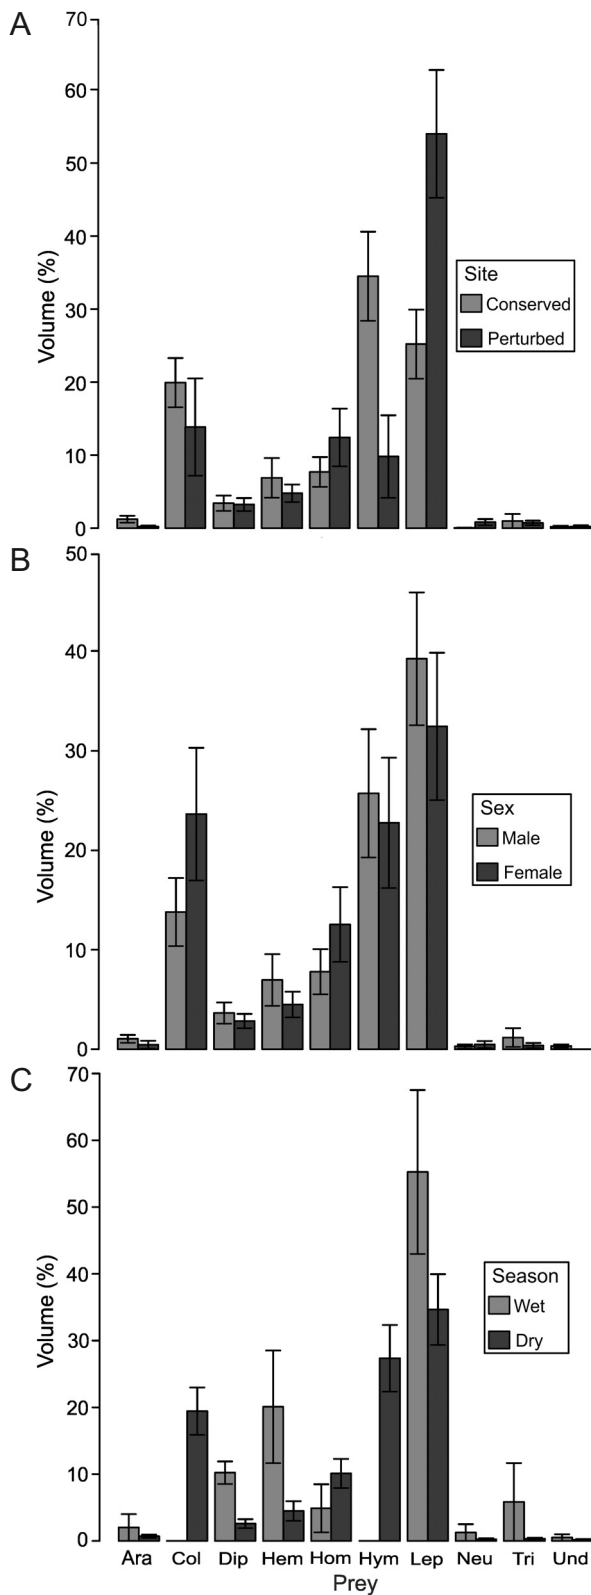 A
70
60
50
40
30
20
10
0
Volume (%)
Site
Conserved
Perturbed
B
50
40
30
20
10
0
Volume (%)
Sex
Male
Female
C
70
60
50
40
30
20
10
0
Volume (%)
Season
Wet
Dry
Ara Col Dip Hem Hom Hym Lep Neu Tri Und
Prey